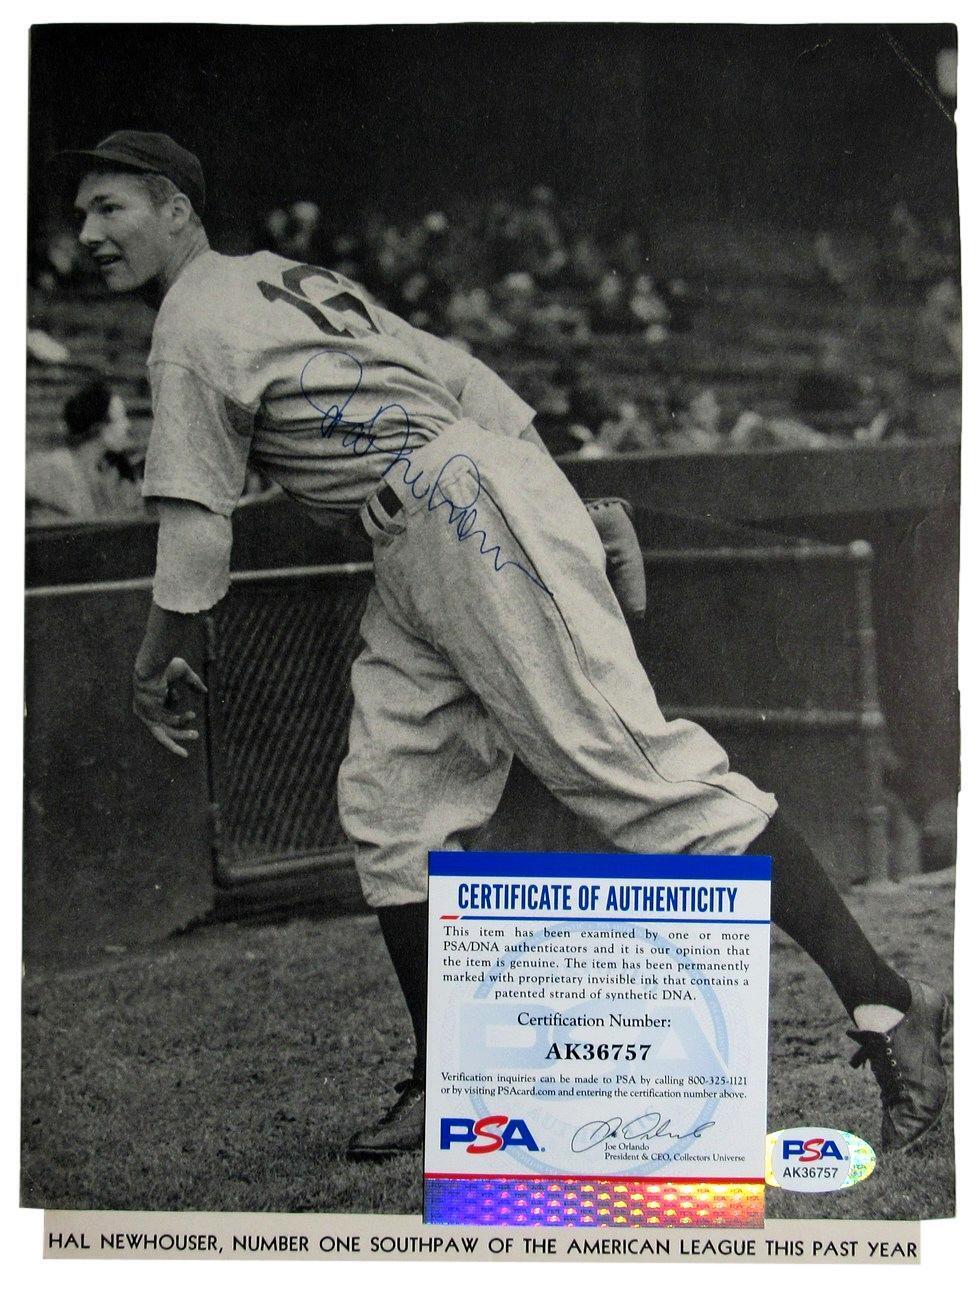 16
Hal Newhouser
CERTIFICATE OF AUTHENTICITY
This item has been examined by one or more
PSA/DNA authenticators and it is our opinion that
the item is genuine. The item has been permanently
marked with proprietary invisible ink that contains a
patented strand of synthetic DNA.
Certification Number:
AK36757
Verification inquiries can be made to PSA by calling 800-325-1121
or by visiting PSAcard.com and entering the certification number above.
PSA
Joe Orlando
President & CEO, Collectors Universe
PSA
AK36757
HAL NEWHOUSER, NUMBER ONE SOUTHPAW OF THE AMERICAN LEAGUE THIS PAST YEAR